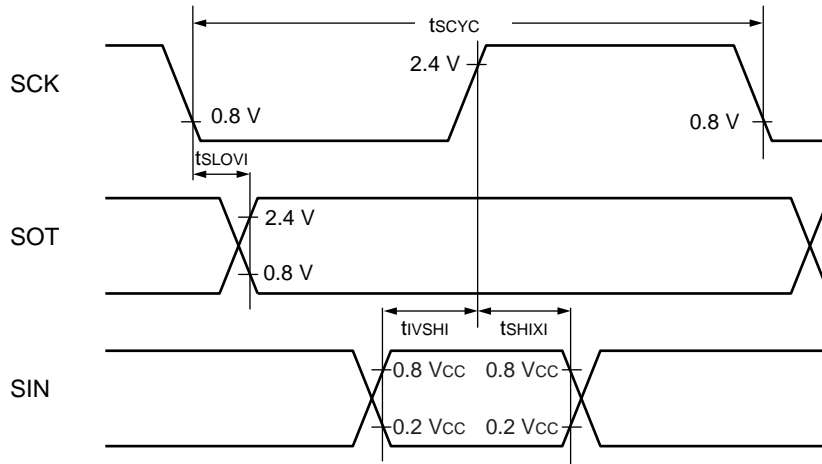 tSCYC
SCK
2.4 V
0.8 V
0.8 V
tSLOVI
SOT
2.4 V
0.8 V
tIVSHI
tSHIXI
SIN
0.8 VCC
0.8 VCC
0.2 VCC
0.2 VCC